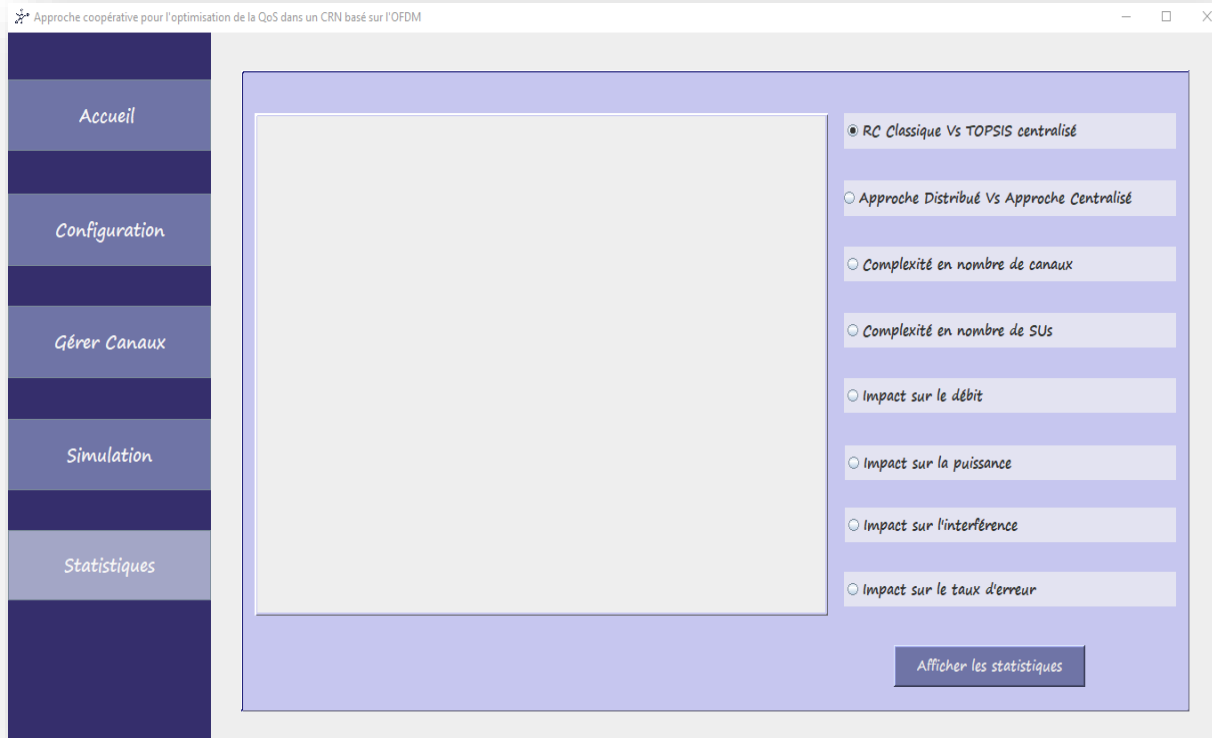 Approche coopérative pour l'optimisation de la QoS dans un CRN basé sur l'OFDM
Accueil
Configuration
Gérer Canaux
Simulation
Statistiques
RC Classique Vs TOPSIS centralisé
Approche Distribué Vs Approche Centralisé
Complexité en nombre de canaux
Complexité en nombre de SUs
Impact sur le débit
Impact sur la puissance
Impact sur l'interférence
Impact sur le taux d'erreur
Afficher les statistiques